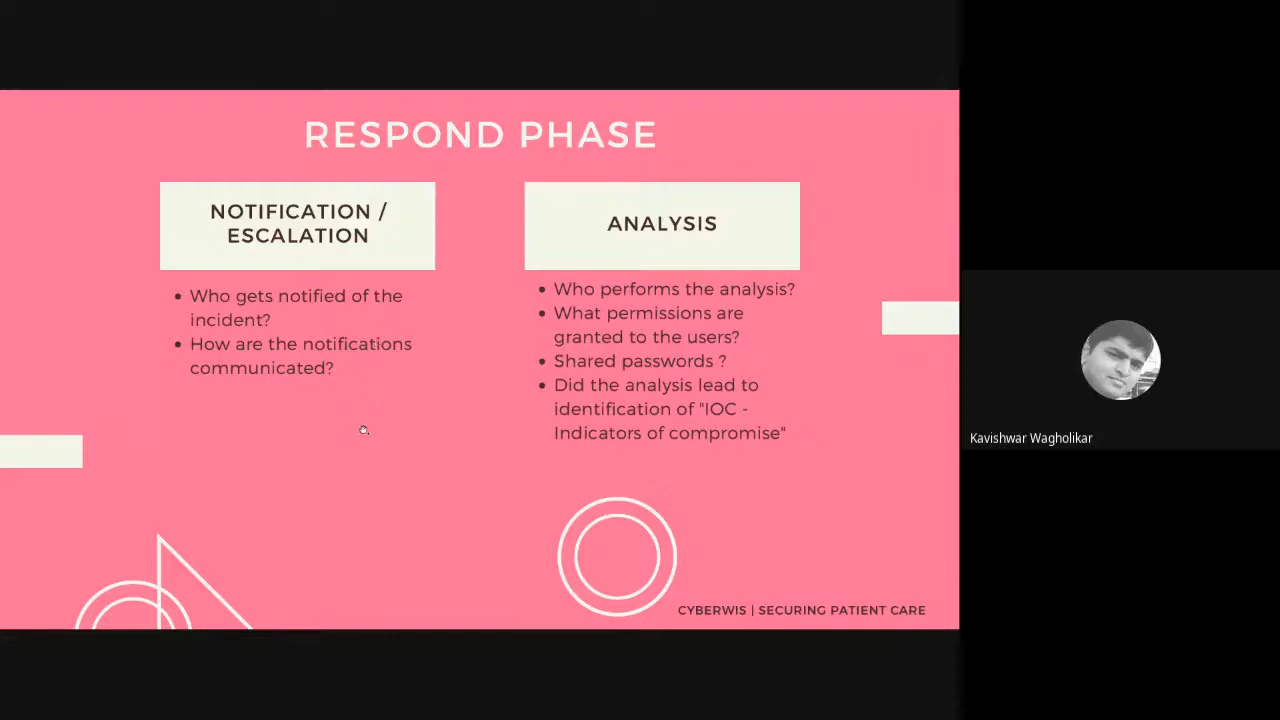 RESPOND PHASE
NOTIFICATION /
ESCALATION
• Who gets notified of the
incident?
• How are the notifications
communicated?
ANALYSIS
• Who performs the analysis?
• What permissions are
granted to the users?
• Shared passwords ?
• Did the analysis lead to
identification of "IOC -
Indicators of compromise"
CYBERWIS | SECURING PATIENT CARE
Kavishwar Wagholikar